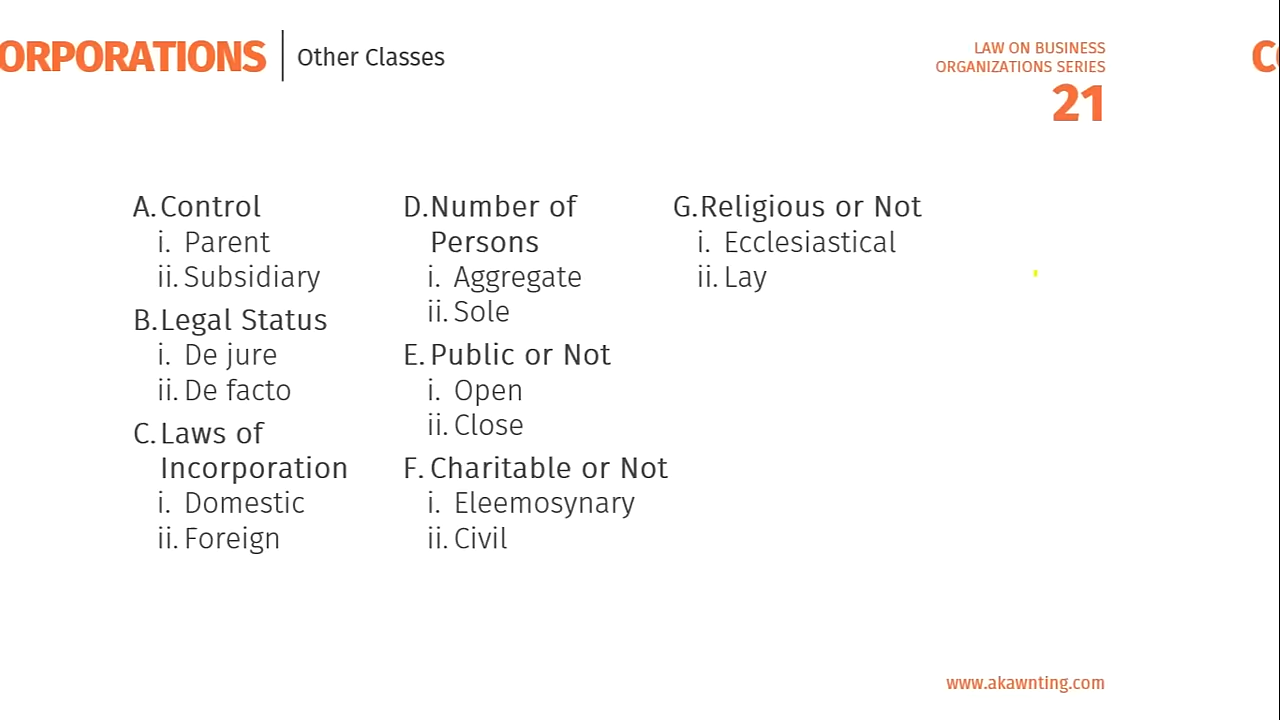 ORPORATIONS
Other Classes
LAW ON BUSINESS
ORGANIZATIONS SERIES
21
A. Control
i. Parent
ii. Subsidiary
B. Legal Status
i. De jure
ii. De facto
C. Laws of
Incorporation
i. Domestic
ii. Foreign
D. Number of
Persons
i. Aggregate
ii. Sole
E. Public or Not
i. Open
ii. Close
F. Charitable or Not
i. Eleemosynary
ii. Civil
G. Religious or Not
i. Ecclesiastical
ii. Lay
www.akawnting.com